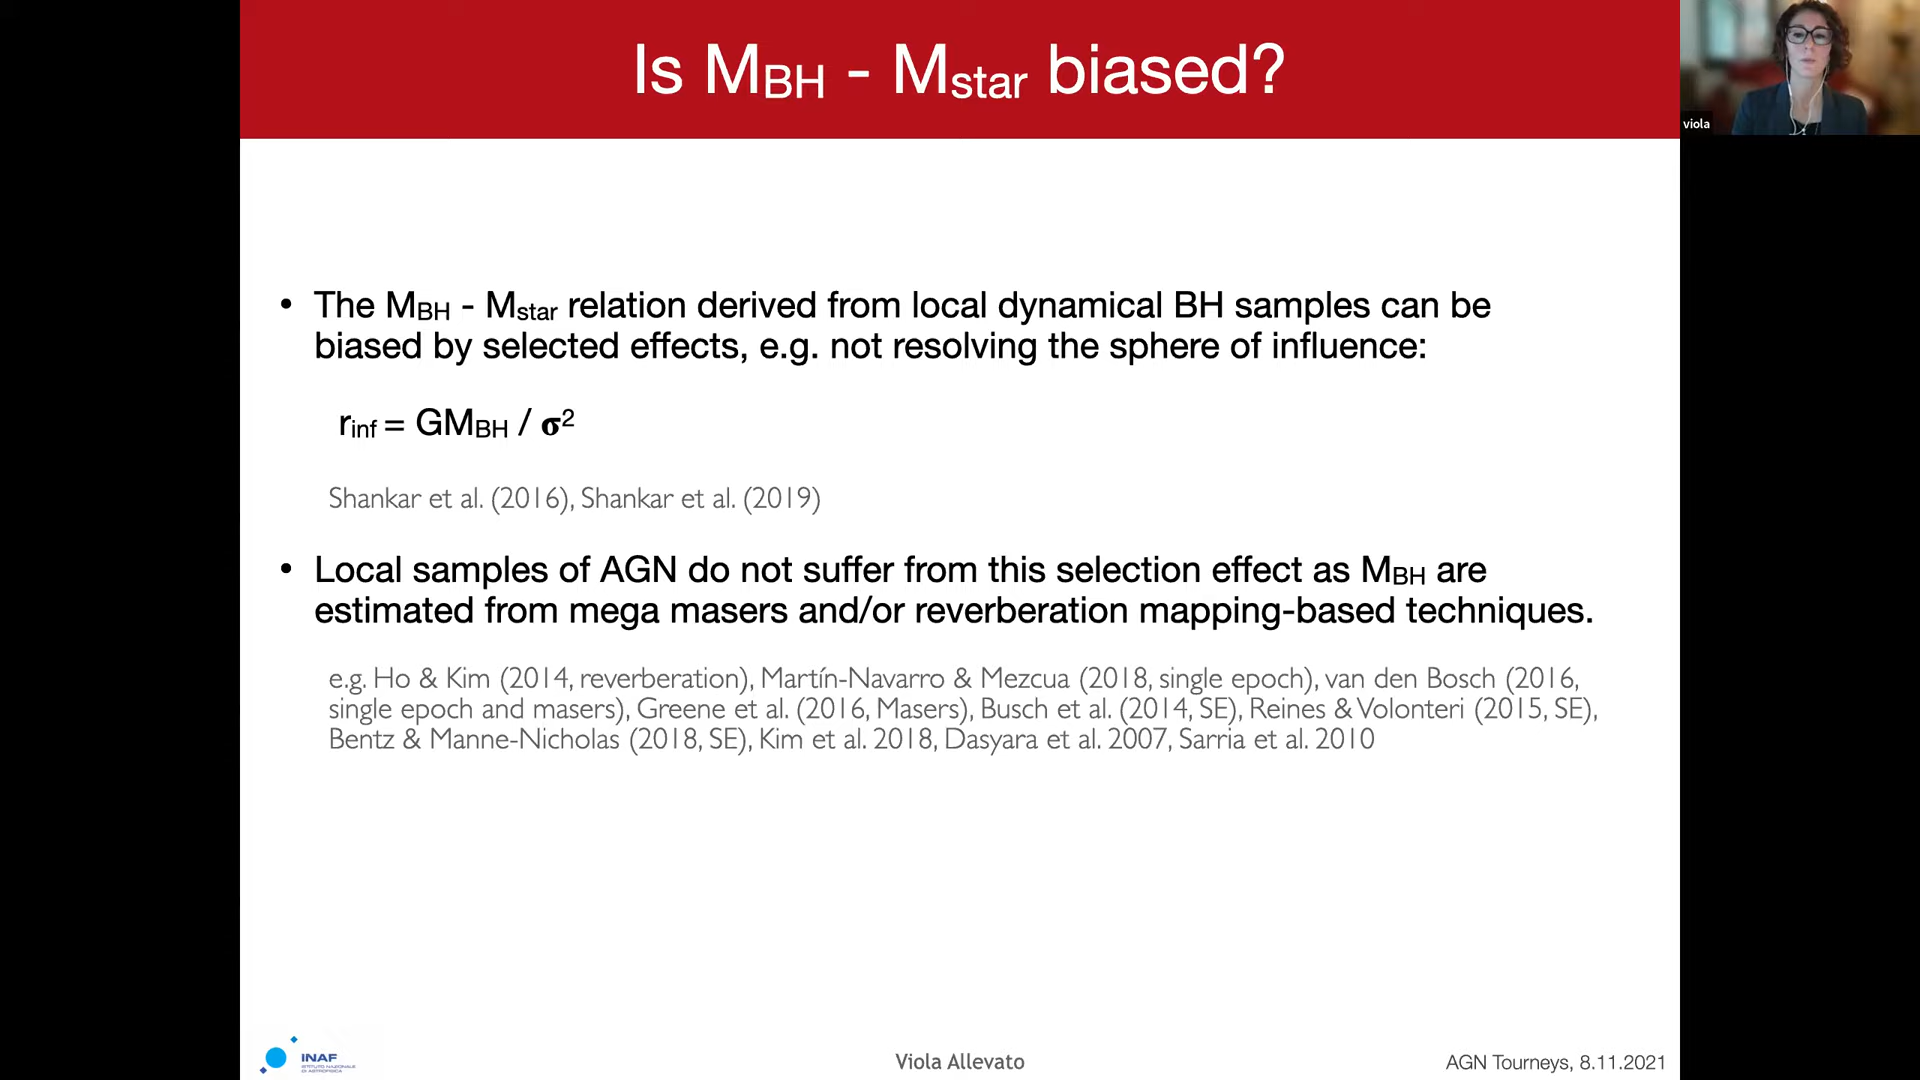 Is MBH - Mstar biased?
viola
• The MBH - Mstar relation derived from local dynamical BH samples can be
biased by selected effects, e.g. not resolving the sphere of influence:
rinf = GMBH / σ2
Shankar et al. (2016), Shankar et al. (2019)
• Local samples of AGN do not suffer from this selection effect as MBH are
estimated from mega masers and/or reverberation mapping-based techniques.
e.g. Ho & Kim (2014, reverberation), Martín-Navarro & Mezcua (2018, single epoch), van den Bosch (2016,
single epoch and masers), Greene et al. (2016, Masers), Busch et al. (2014, SE), Reines & Volonteri (2015, SE),
Bentz & Manne-Nicholas (2018, SE), Kim et al. 2018, Dasyara et al. 2007, Sarria et al. 2010
INAF
ISTITUTO NAZIONALE
DI ASTROFISICA
Viola Allevato
AGN Tourneys, 8.11.2021